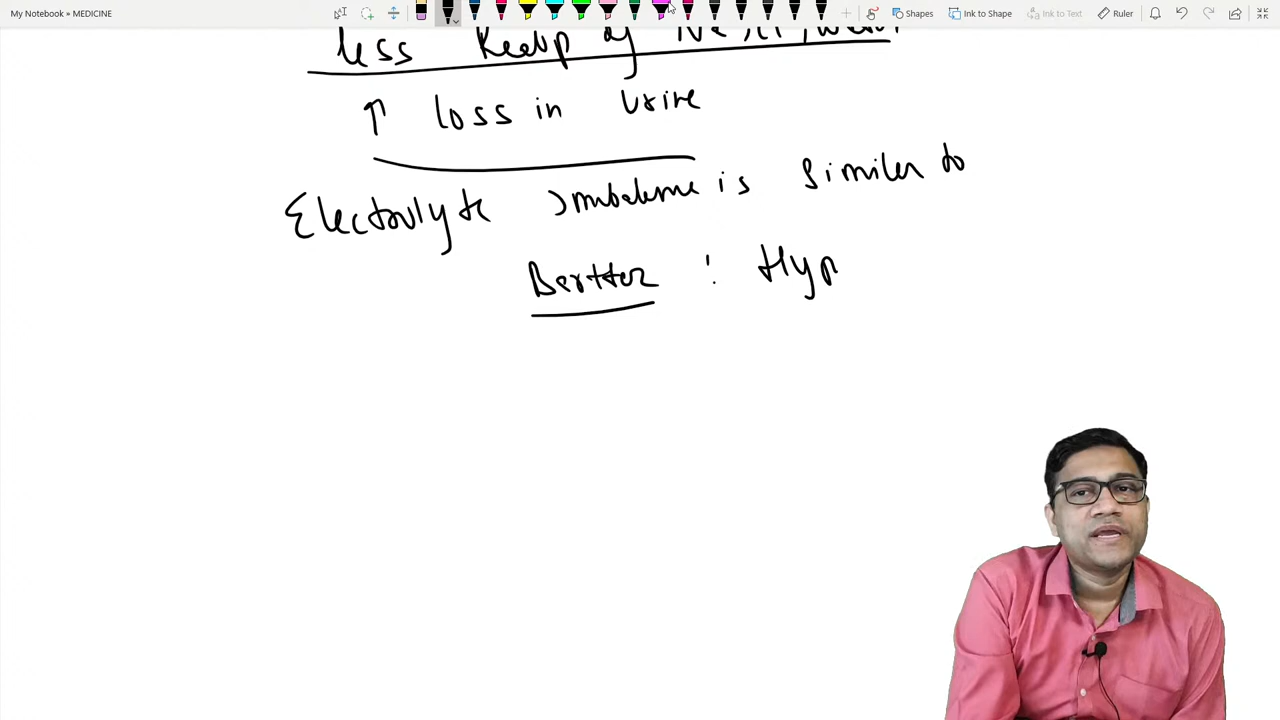 My Notebook » MEDICINE
Shapes
Ink to Shape
Ink to Text
Ruler
less
of
↑ loss in urine
Electrolyte Imbalance is similar to
Bartter : Hyp